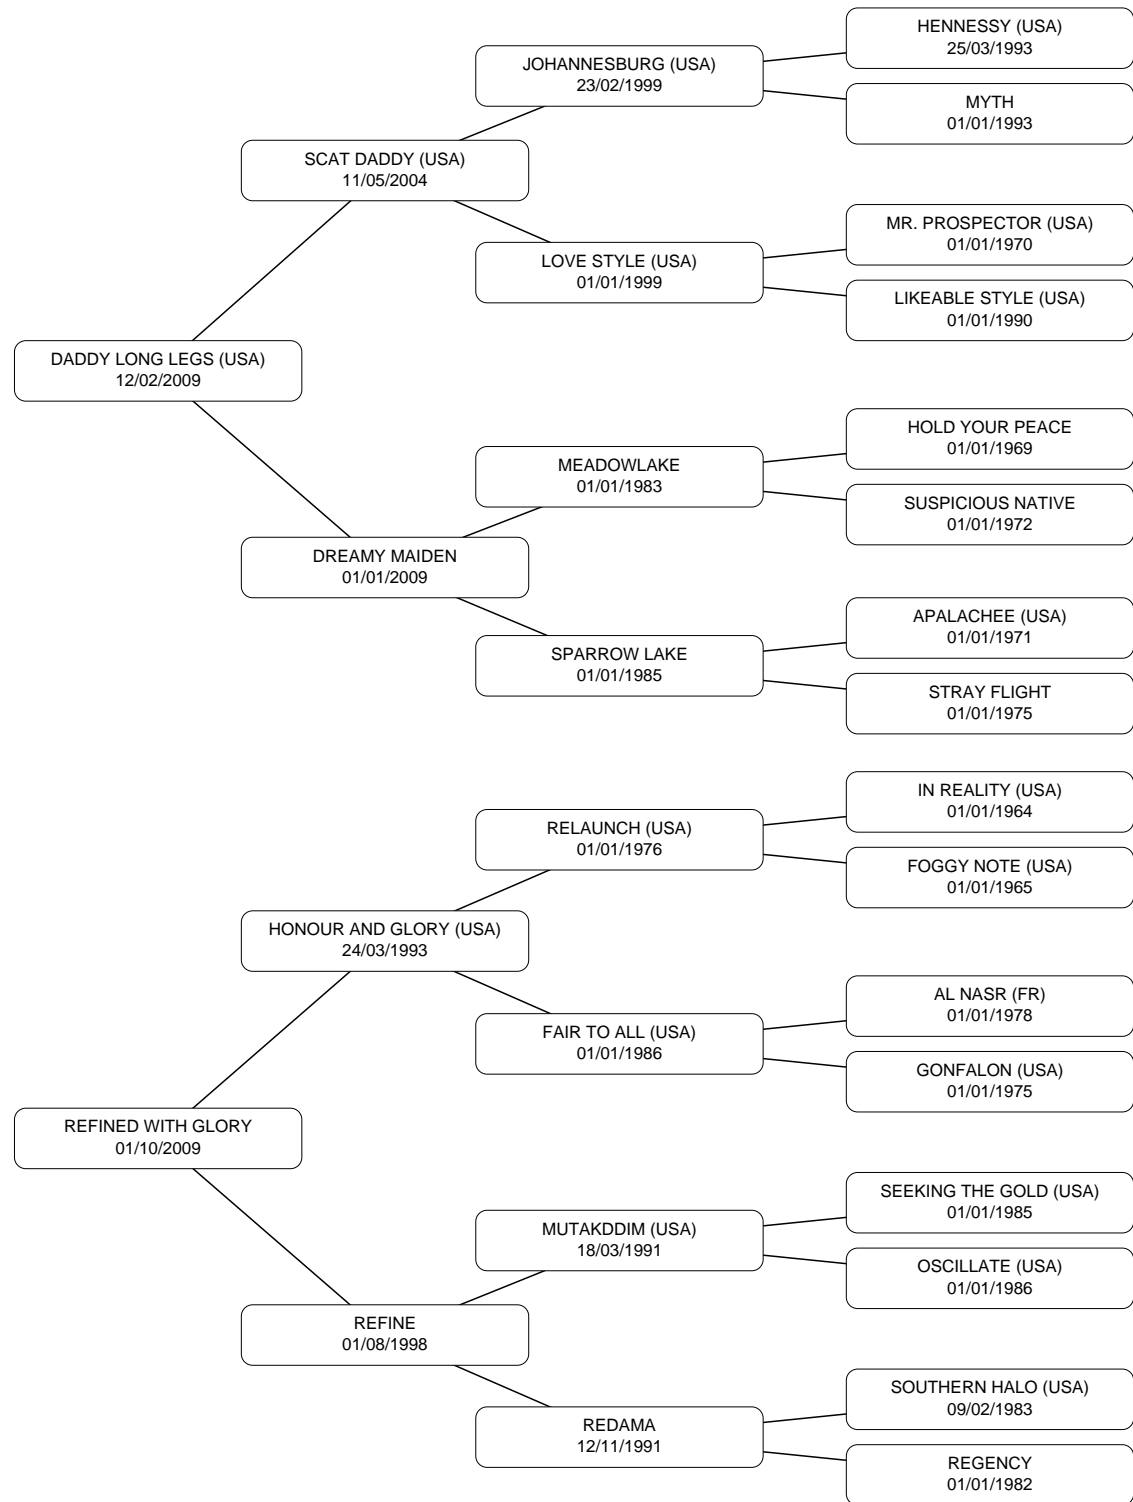 HENNESSY (USA)
25/03/1993
JOHANNESBURG (USA)
23/02/1999
MYTH
01/01/1993
SCAT DADDY (USA)
11/05/2004
MR. PROSPECTOR (USA)
01/01/1970
LOVE STYLE (USA)
01/01/1999
LIKEABLE STYLE (USA)
01/01/1990
DADDY LONG LEGS (USA)
12/02/2009
HOLD YOUR PEACE
01/01/1969
MEADOWLAKE
01/01/1983
SUSPICIOUS NATIVE
01/01/1972
DREAMY MAIDEN
01/01/2009
APALACHEE (USA)
01/01/1971
SPARROW LAKE
01/01/1985
STRAY FLIGHT
01/01/1975
IN REALITY (USA)
01/01/1964
RELAUNCH (USA)
01/01/1976
FOGGY NOTE (USA)
01/01/1965
HONOUR AND GLORY (USA)
24/03/1993
AL NASR (FR)
01/01/1978
FAIR TO ALL (USA)
01/01/1986
GONFALON (USA)
01/01/1975
REFINED WITH GLORY
01/10/2009
SEEKING THE GOLD (USA)
01/01/1985
MUTAKDDIM (USA)
18/03/1991
OSCILLATE (USA)
01/01/1986
REFINE
01/08/1998
SOUTHERN HALO (USA)
09/02/1983
REDAMA
12/11/1991
REGENCY
01/01/1982